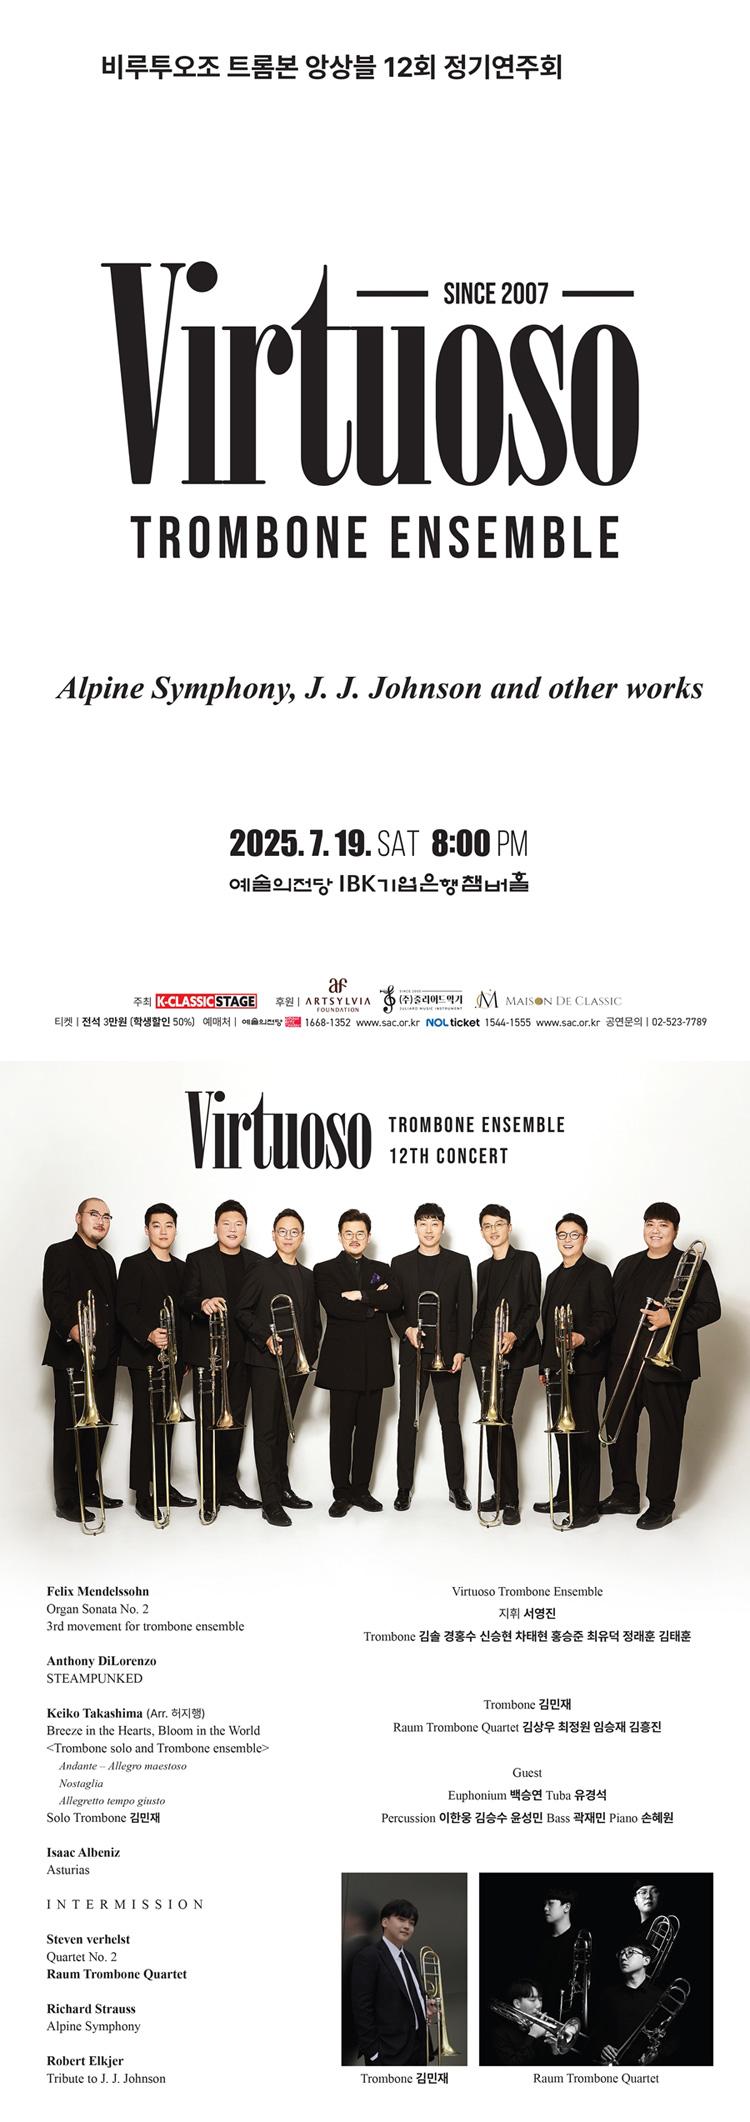 비루투오조 트롬본 앙상블 12회 정기연주회
SINCE 2007
Virtuoso
TROMBONE ENSEMBLE
Alpine Symphony, J. J. Johnson and other works
2025. 7. 19. SAT 8:00 PM
예술의전당 IBK기업은행챔버홀
주최 K-CLASSIC STAGE 후원 | af ARTSYLVIA FOUNDATION SINCE 2005 (주)줄리어드악기 JULIARD MUSIC INSTRUMENT M MAISON DE CLASSIC
티켓 | 전석 3만원 (학생할인 50%) 예매처 | 예술의전당 1668-1352 www.sac.or.kr NOL ticket 1544-1555 www.sac.or.kr 공연문의 | 02-523-7789
Virtuoso TROMBONE ENSEMBLE
12TH CONCERT
Felix Mendelssohn
Organ Sonata No. 2
3rd movement for trombone ensemble
Anthony DiLorenzo
STEAMPUNKED
Keiko Takashima (Arr. 허지행)
Breeze in the Hearts, Bloom in the World
<Trombone solo and Trombone ensemble>
Andante – Allegro maestoso
Nostaglia
Allegretto tempo giusto
Solo Trombone 김민재
Isaac Albeniz
Asturias
INTERMISSION
Steven verhelst
Quartet No. 2
Raum Trombone Quartet
Richard Strauss
Alpine Symphony
Robert Elkjer
Tribute to J. J. Johnson
Virtuoso Trombone Ensemble
지휘 서영진
Trombone 김솔 경홍수 신승현 차태현 홍승준 최유덕 정래훈 김태훈
Trombone 김민재
Raum Trombone Quartet 김상우 최정원 임승재 김흥진
Guest
Euphonium 백승연 Tuba 유경석
Percussion 이한웅 김승수 윤성민 Bass 곽재민 Piano 손혜원
Trombone 김민재
Raum Trombone Quartet